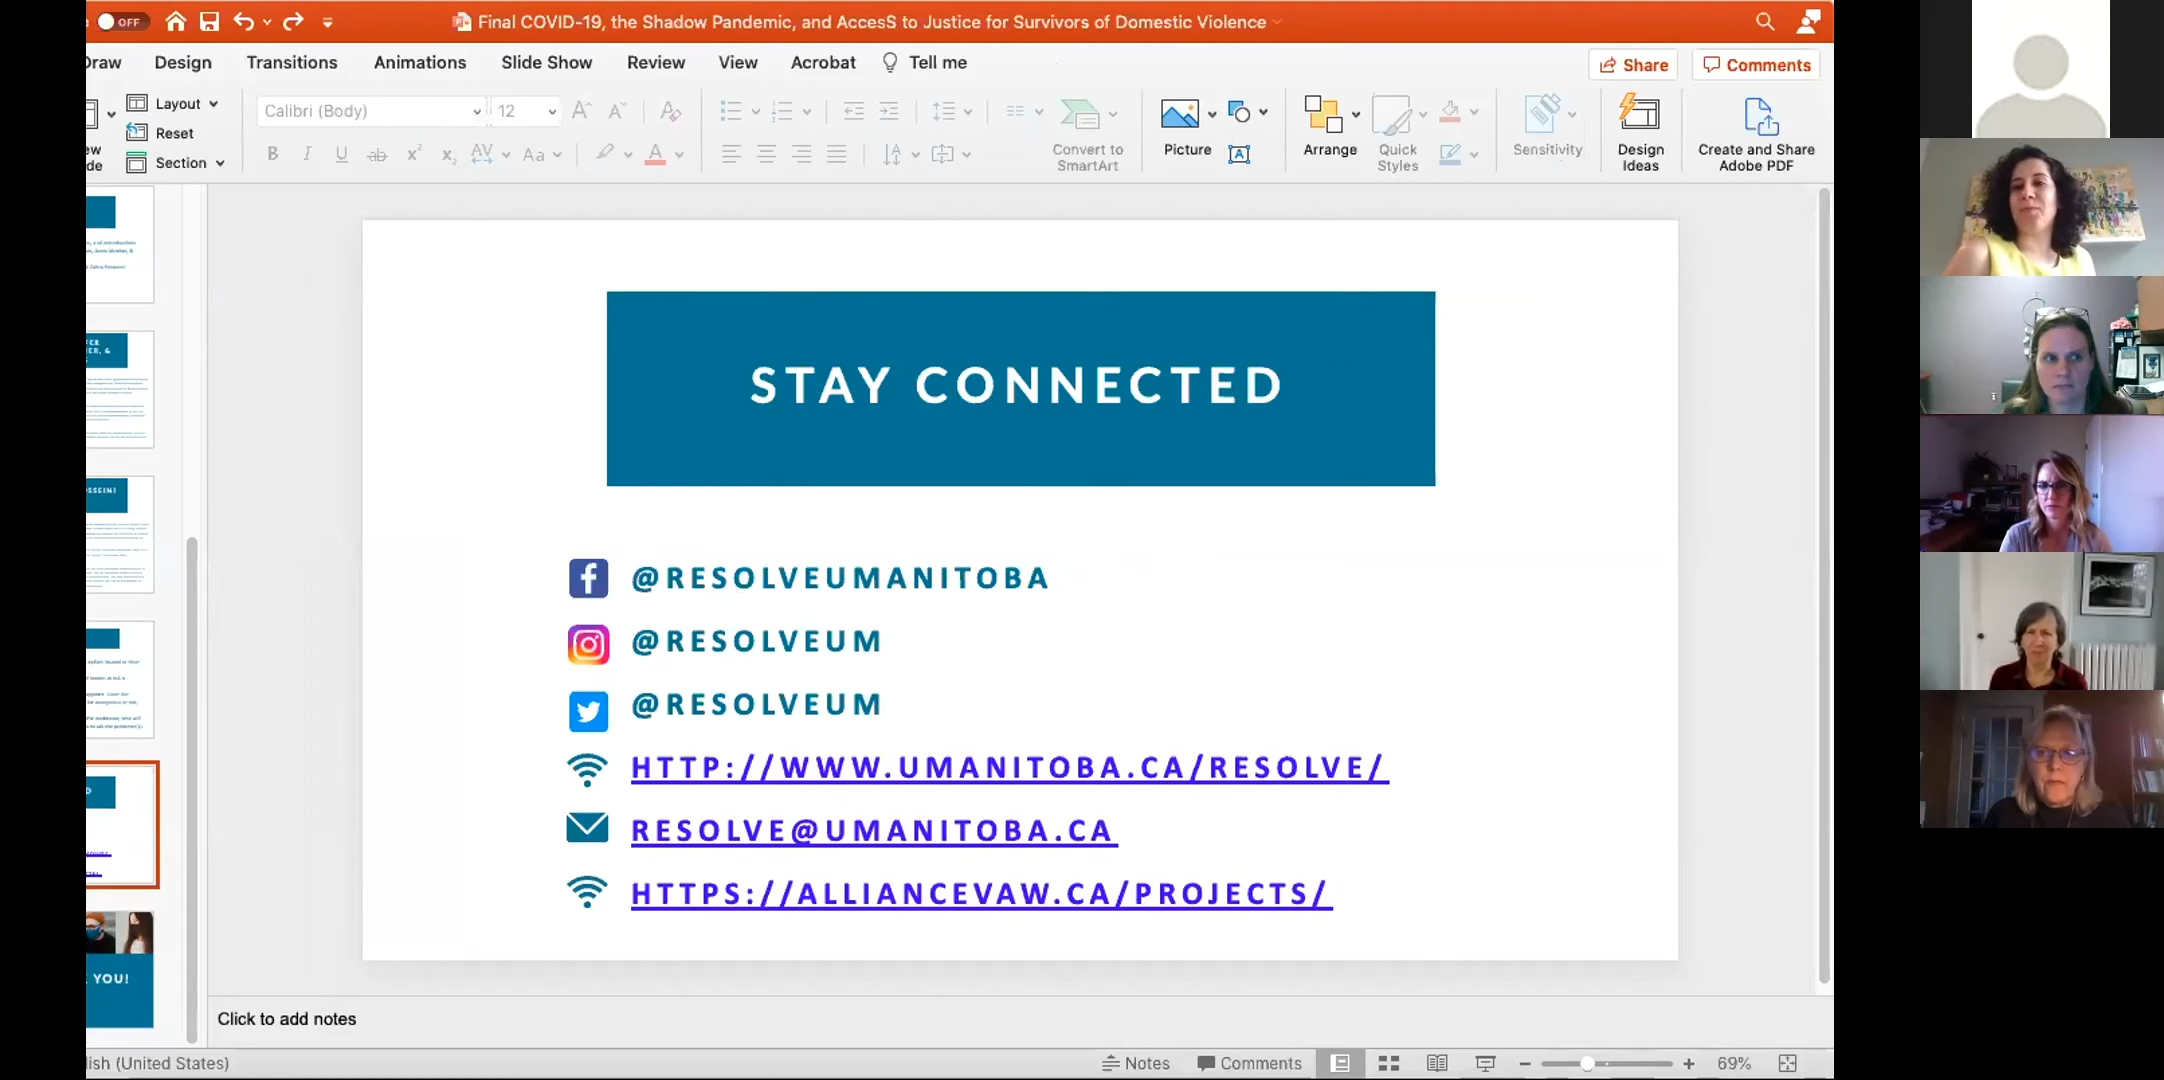 OFF
Final COVID-19, the Shadow Pandemic, and AccesS to Justice for Survivors of Domestic Violence
Draw Design Transitions Animations Slide Show Review View Acrobat Tell me
Share Comments
Layout
Reset
Section
Calibri (Body) 12
Convert to SmartArt
Picture
Arrange
Quick Styles
Sensitivity
Design Ideas
Create and Share Adobe PDF
STAY CONNECTED
@RESOLVEUMANITOBA
@RESOLVEUM
@RESOLVEUM
HTTP://WWW.UMANITOBA.CA/RESOLVE/
RESOLVE@UMANITOBA.CA
HTTPS://ALLIANCEVAW.CA/PROJECTS/
YOU!
Click to add notes
lish (United States)
Notes Comments 69%